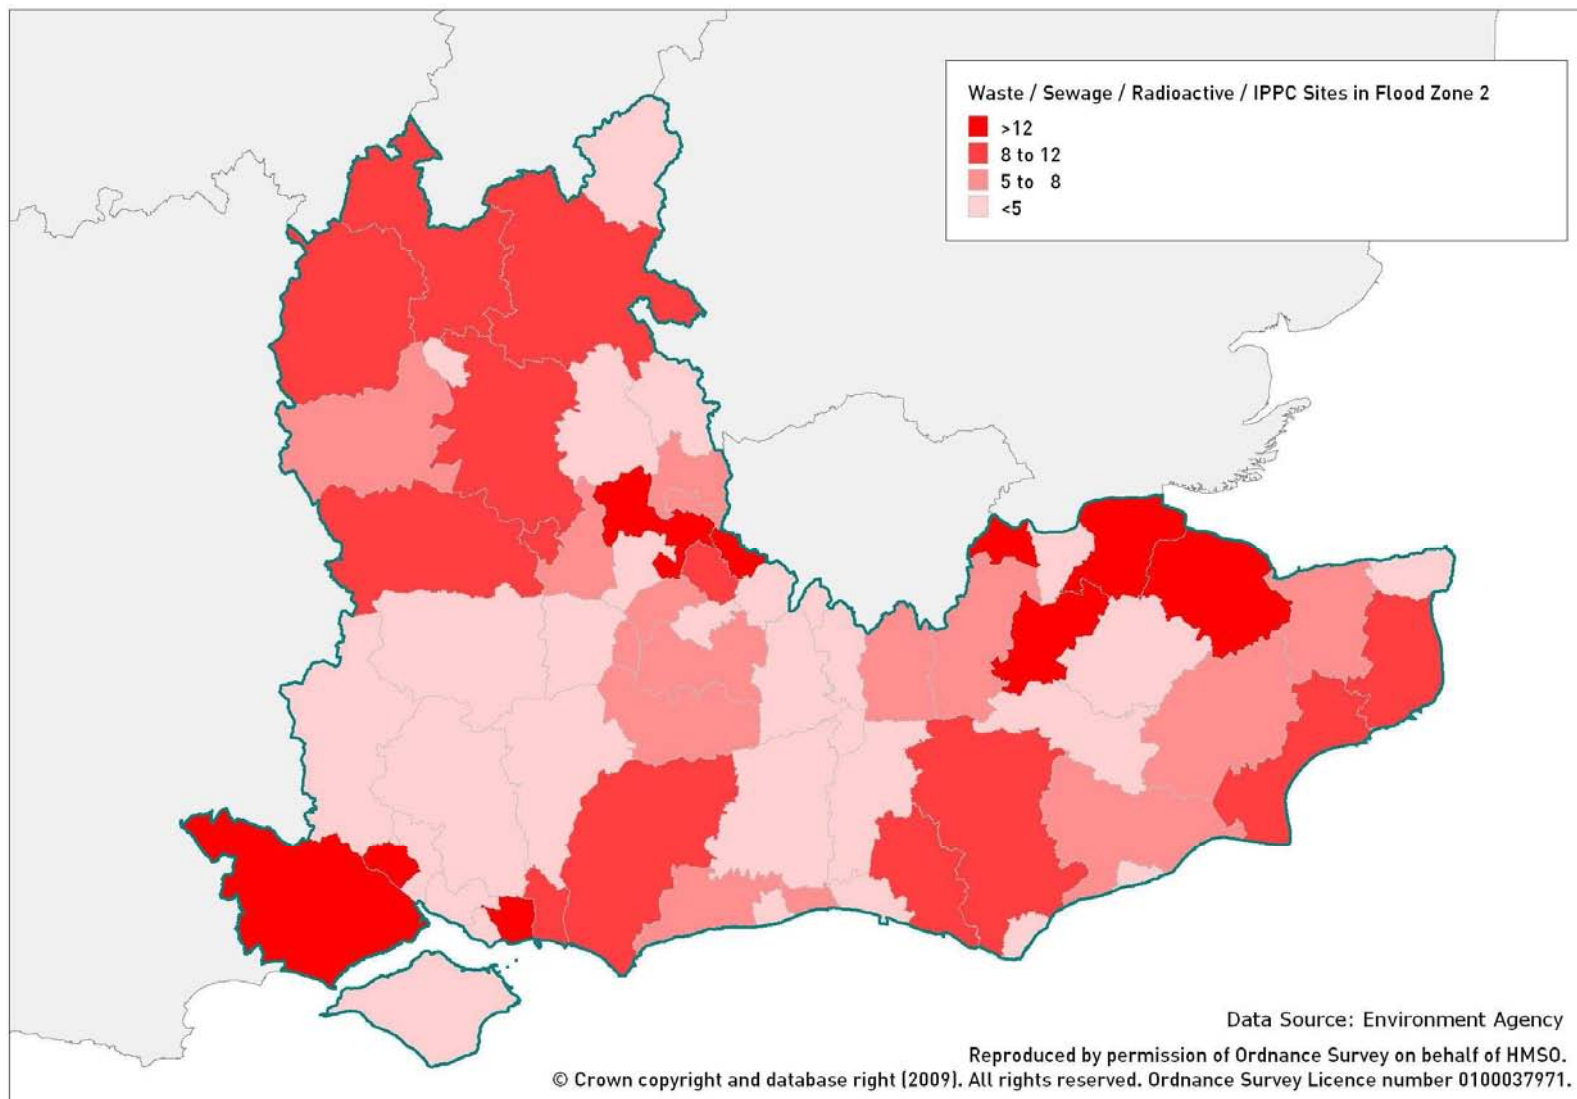 Waste / Sewage / Radioactive / IPPC Sites in Flood Zone 2
>12
8 to 12
5 to 8
<5
Data Source: Environment Agency
Reproduced by permission of Ordnance Survey on behalf of HMSO.
© Crown copyright and database right (2009). All rights reserved. Ordnance Survey Licence number 0100037971.